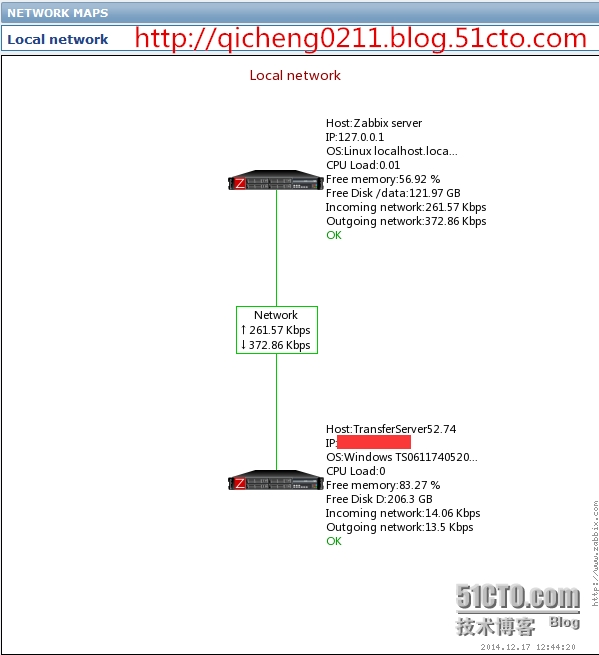 NETWORK MAPS
Local network http://qicheng0211.blog.51cto.com
Local network
Host:Zabbix server
IP:127.0.0.1
OS:Linux localhost.loca...
CPU Load:0.01
Free memory:56.92 %
Free Disk /data:121.97 GB
Incoming network:261.57 Kbps
Outgoing network:372.86 Kbps
OK
Z
Network
↑ 261.57 Kbps
↓ 372.86 Kbps
Host:TransferServer52.74
IP:
OS:Windows TS0611740520...
CPU Load:0
Free memory:83.27 %
Free Disk D:206.3 GB
Incoming network:14.06 Kbps
Outgoing network:13.5 Kbps
OK
Z
http://www.zabbix.com
51CTO.com
技术博客 Blog
2014.12.17 12:44:20